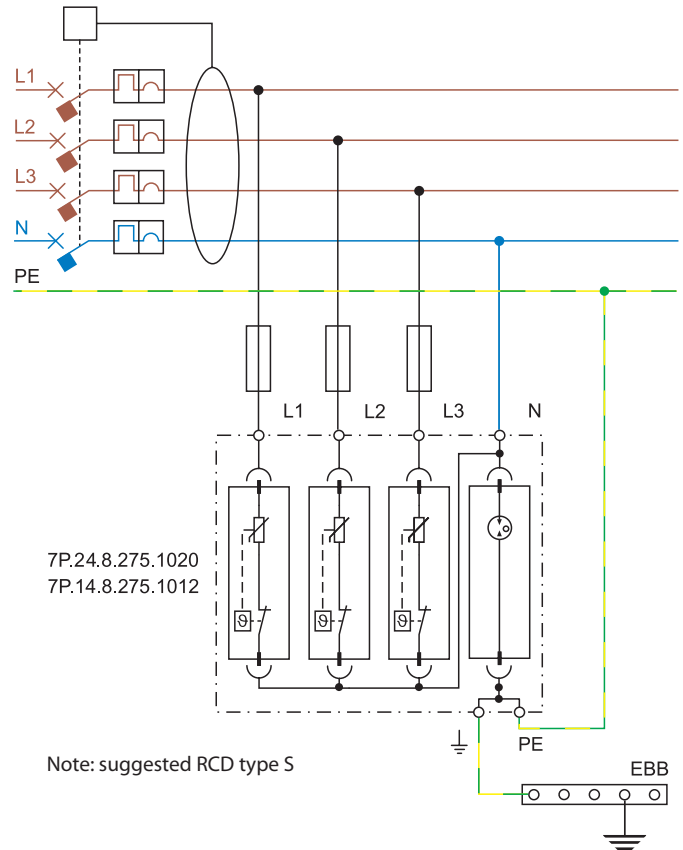 L1
L2
L3
N
PE
L1 L2 L3 N
7P.24.8.275.1020
7P.14.8.275.1012
ϑ ϑ ϑ
PE
Note: suggested RCD type S
EBB